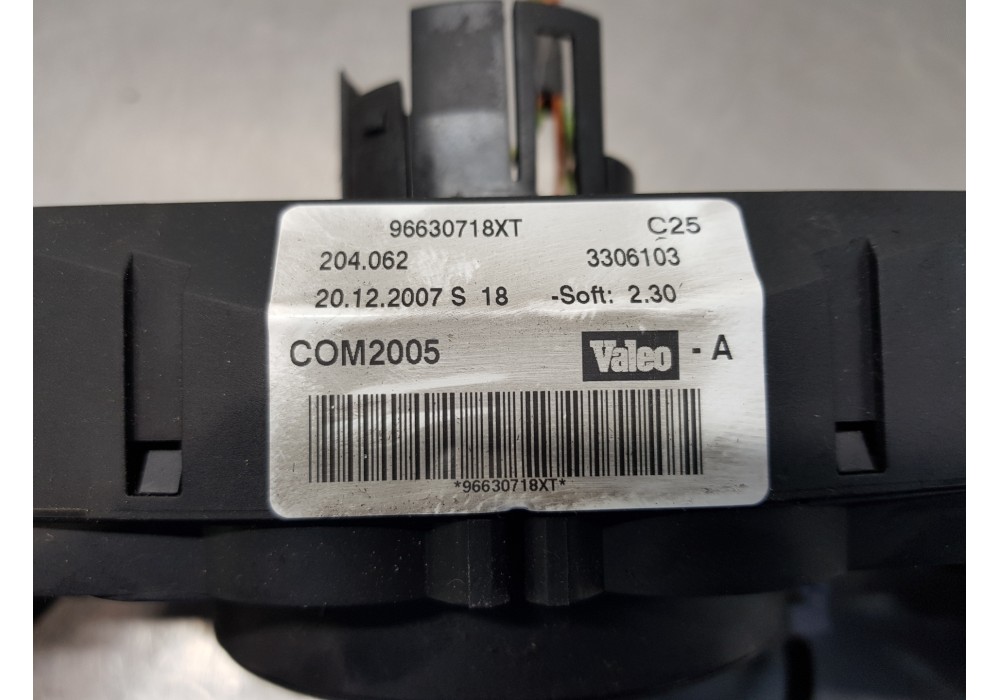 96630718XT C25
204.062 3306103
20.12.2007 S 18 -Soft: 2.30
COM2005 Valeo - A
*96630718XT*